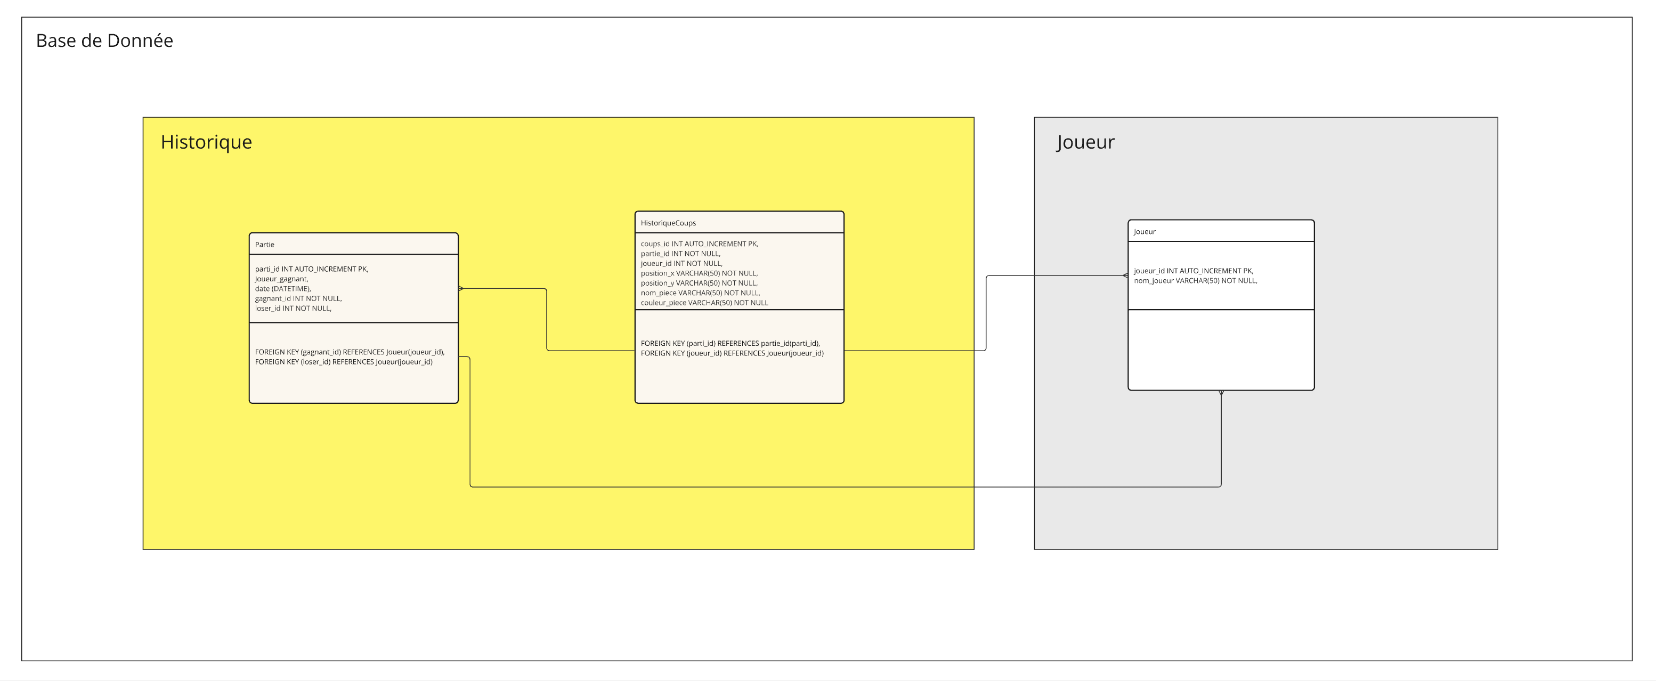 Base de Donnée
Historique
Partie
parti_id INT AUTO_INCREMENT PK,
joueur_gagnant,
date (DATETIME),
gagnant_id INT NOT NULL,
loser_id INT NOT NULL,
FOREIGN KEY (gagnant_id) REFERENCES Joueur(joueur_id),
FOREIGN KEY (loser_id) REFERENCES Joueur(joueur_id)
HistoriqueCoups
coups_id INT AUTO_INCREMENT PK,
partie_id INT NOT NULL,
joueur_id INT NOT NULL,
position_x VARCHAR(50) NOT NULL,
position_y VARCHAR(50) NOT NULL,
nom_piece VARCHAR(50) NOT NULL,
couleur_piece VARCHAR(50) NOT NULL
FOREIGN KEY (parti_id) REFERENCES partie_id(parti_id),
FOREIGN KEY (joueur_id) REFERENCES Joueur(joueur_id)
Joueur
Joueur
joueur_id INT AUTO_INCREMENT PK,
nom_joueur VARCHAR(50) NOT NULL,